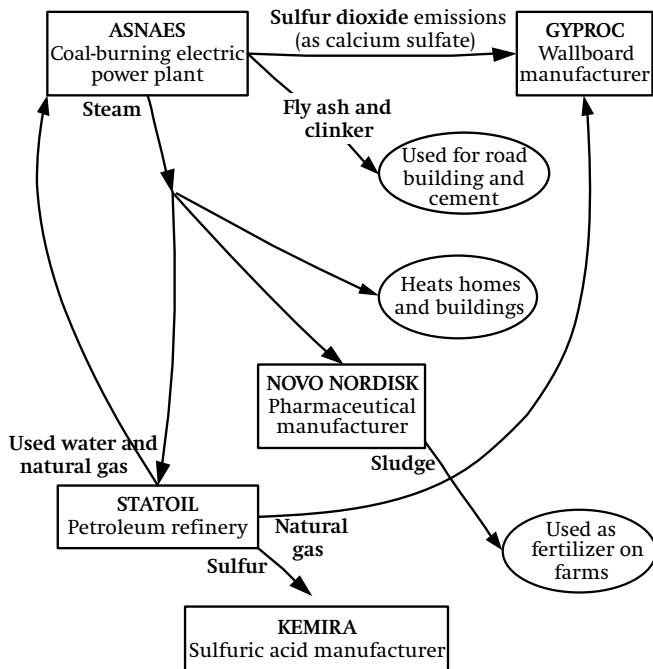 ASNAES
Coal-burning electric
power plant
Sulfur dioxide emissions
(as calcium sulfate)
GYPROC
Wallboard
manufacturer
Steam
Fly ash and
clinker
Used for road
building and
cement
Heats homes
and buildings
NOVO NORDISK
Pharmaceutical
manufacturer
Used water and
natural gas
Sludge
STATOIL
Petroleum refinery
Natural
gas
Used as
fertilizer on
farms
Sulfur
KEMIRA
Sulfuric acid manufacturer